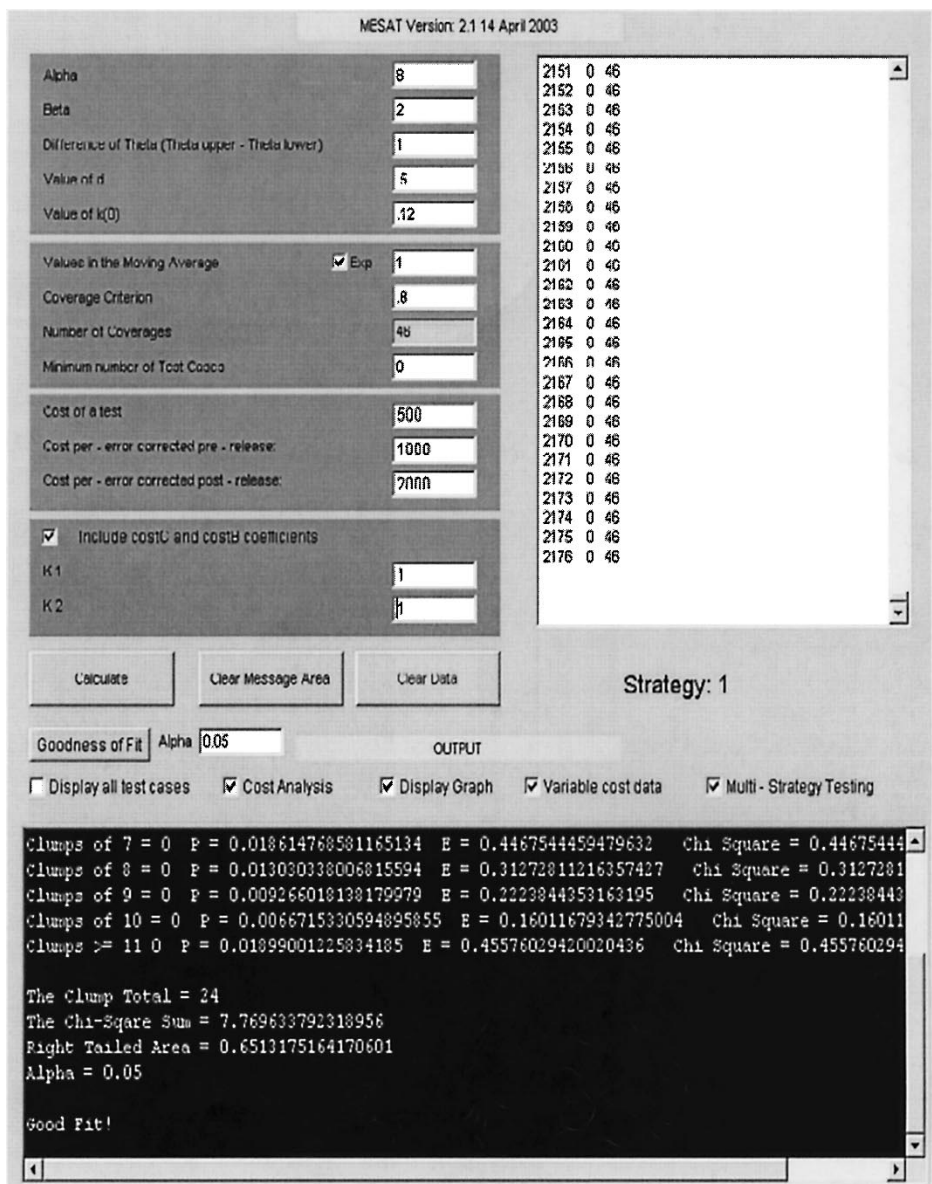 MESAT Version: 2.1 14 April 2003
Alpha 8
Beta 2
Difference of Theta (Theta upper - Theta lower) 1
Value of d .5
Value of k(0) .12
Values in the Moving Average Exp 1
Coverage Criterion .8
Number of Coverages 46
Minimum number of Test Cases 0
Cost of a test 500
Cost per - error corrected pre - release: 1000
Cost per - error corrected post - release: 2000
Include costC and costB coefficients
K1 1
K2 1
2151 0 46
2152 0 46
2153 0 46
2154 0 46
2155 0 46
2156 0 46
2157 0 46
2158 0 46
2159 0 46
2160 0 46
2161 0 46
2162 0 46
2163 0 46
2164 0 46
2165 0 46
2166 0 46
2167 0 46
2168 0 46
2169 0 46
2170 0 46
2171 0 46
2172 0 46
2173 0 46
2174 0 46
2175 0 46
2176 0 46
Calculate Clear Message Area Clear Data Strategy: 1
Goodness of Fit Alpha 0.05 OUTPUT
Display all test cases Cost Analysis Display Graph Variable cost data Multi - Strategy Testing
Clumps of 7 = 0 P = 0.018614768581165134 E = 0.4467544459479632 Chi Square = 0.44675444
Clumps of 8 = 0 P = 0.013030338006815594 E = 0.31272811216357427 Chi Square = 0.3127281
Clumps of 9 = 0 P = 0.009266018138179979 E = 0.2223844353163195 Chi Square = 0.22238443
Clumps of 10 = 0 P = 0.0066715330594895855 E = 0.16011679342775004 Chi Square = 0.16011
Clumps >= 11 0 P = 0.01899001225834185 E = 0.45576029420020436 Chi Square = 0.455760294
The Clump Total = 24
The Chi-Sqare Sum = 7.769633792318956
Right Tailed Area = 0.6513175164170601
Alpha = 0.05
Good Fit!